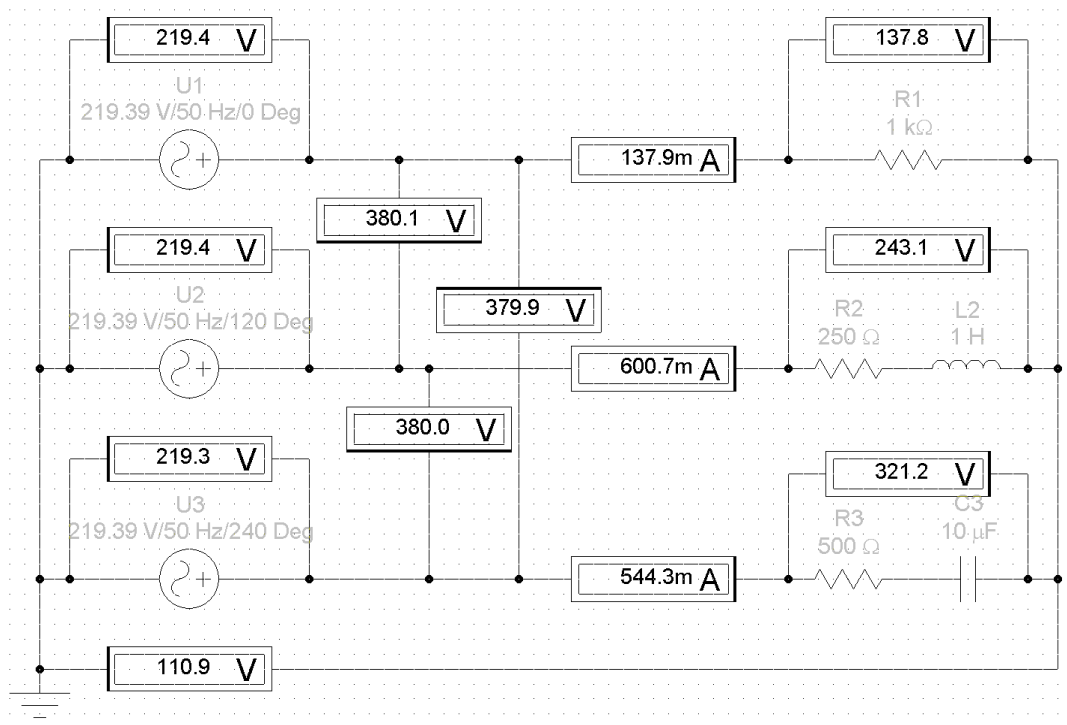 219.4 V
U1
219.39 V/50 Hz/0 Deg
137.8 V
R1
1 kΩ
137.9m A
380.1 V
219.4 V
U2
219.39 V/50 Hz/120 Deg
379.9 V
243.1 V
R2
250 Ω
L2
1 H
600.7m A
380.0 V
219.3 V
U3
219.39 V/50 Hz/240 Deg
321.2 V
R3
500 Ω
C3
10 μF
544.3m A
110.9 V